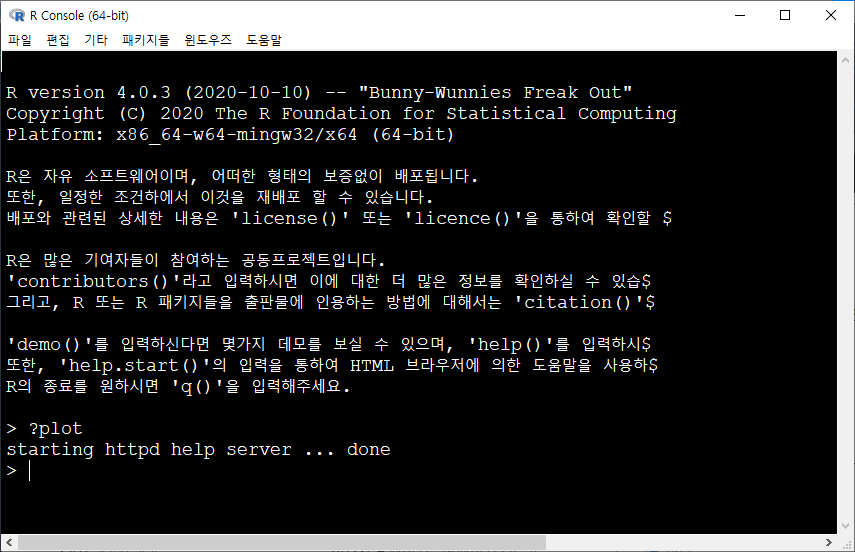 R Console (64-bit)
파일 편집 기타 패키지들 윈도우즈 도움말
R version 4.0.3 (2020-10-10) -- "Bunny-Wunnies Freak Out"
Copyright (C) 2020 The R Foundation for Statistical Computing
Platform: x86_64-w64-mingw32/x64 (64-bit)
R은 자유 소프트웨어이며, 어떠한 형태의 보증없이 배포됩니다.
또한, 일정한 조건하에서 이것을 재배포 할 수 있습니다.
배포와 관련된 상세한 내용은 'license()' 또는 'licence()'을 통하여 확인할 $
R은 많은 기여자들이 참여하는 공동프로젝트입니다.
'contributors()'라고 입력하시면 이에 대한 더 많은 정보를 확인하실 수 있습$
그리고, R 또는 R 패키지들을 출판물에 인용하는 방법에 대해서는 'citation()'$
'demo()'를 입력하신다면 몇가지 데모를 보실 수 있으며, 'help()'를 입력하시$
또한, 'help.start()'의 입력을 통하여 HTML 브라우저에 의한 도움말을 사용하$
R의 종료를 원하시면 'q()'을 입력해주세요.
> ?plot
starting httpd help server ... done
>